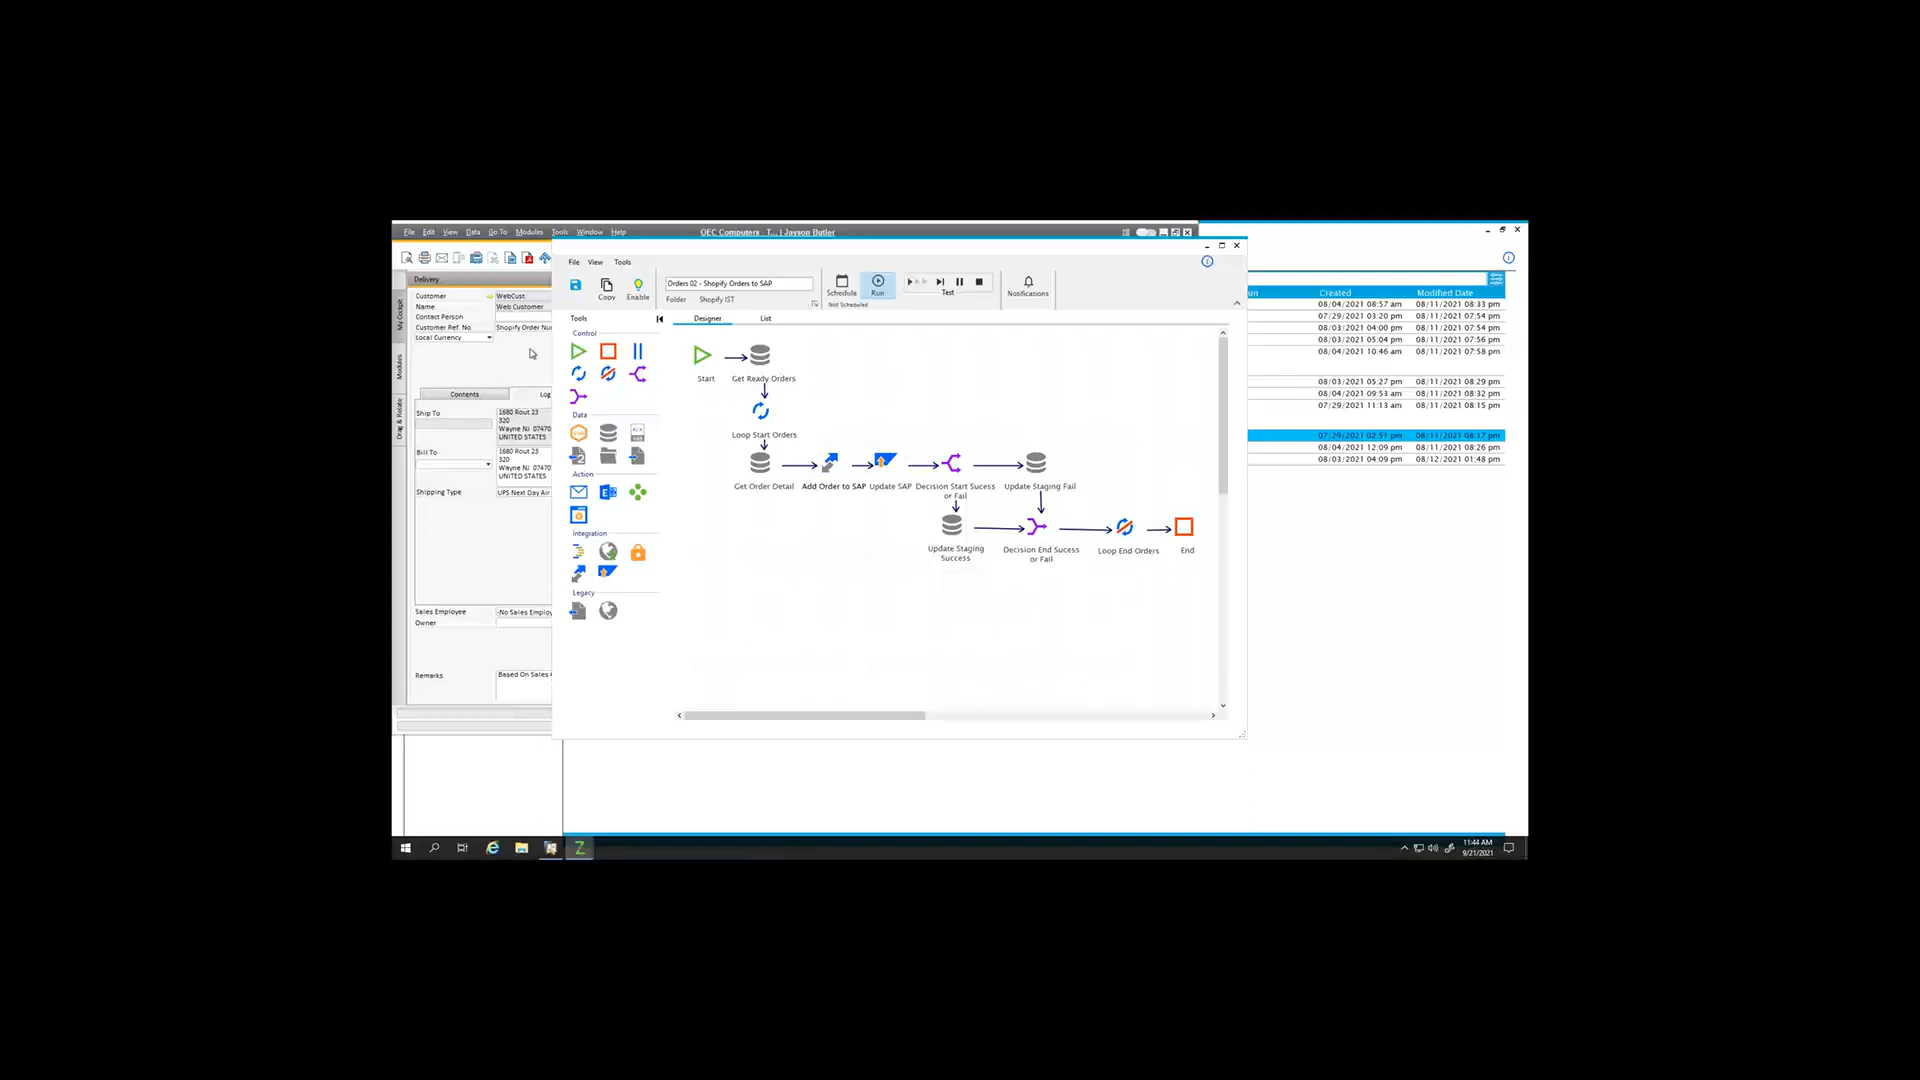 File Edit View Data Go To Modules Tools Window Help
OEC Computers - T... | Jayson Butler
Delivery
Customer WebCust
Name Web Customer
Contact Person
Customer Ref. No.
Local Currency
My Cockpit
Modules
Drag & Relate
Contents
Ship To
1680 Rout 23
320
Wayne NJ 07470
UNITED STATES
Bill To
1680 Rout 23
320
Wayne NJ 07470
UNITED STATES
Shipping Type UPS Next Day Air
Sales Employee
Owner
Remarks
File View Tools
Copy
Enable
Orders 02 - Shopify Orders to SAP
Folder Shopify IST
Schedule
Not Scheduled
Run
Test
Notifications
Tools
Control
Data
Action
Integration
Legacy
Designer List
Start
Get Ready Orders
Loop Start Orders
Get Order Detail
Add Order to SAP
Update SAP
Decision Start Sucess
or Fail
Update Staging Fail
Update Staging
Success
Decision End Sucess
or Fail
Loop End Orders
End
Created Modified Date
08/04/2021 08:57 am 08/11/2021 08:33 pm
07/29/2021 03:20 pm 08/11/2021 07:54 pm
08/03/2021 04:00 pm 08/11/2021 07:54 pm
08/03/2021 05:04 pm 08/11/2021 07:56 pm
08/04/2021 10:46 am 08/11/2021 07:58 pm
08/03/2021 05:27 pm 08/11/2021 08:29 pm
08/04/2021 09:53 am 08/11/2021 08:32 pm
07/29/2021 11:13 am 08/11/2021 08:15 pm
07/29/2021 02:51 pm 08/11/2021 08:17 pm
08/04/2021 12:09 pm 08/11/2021 08:26 pm
08/03/2021 04:09 pm 08/12/2021 01:48 pm
11:44 AM
9/21/2021